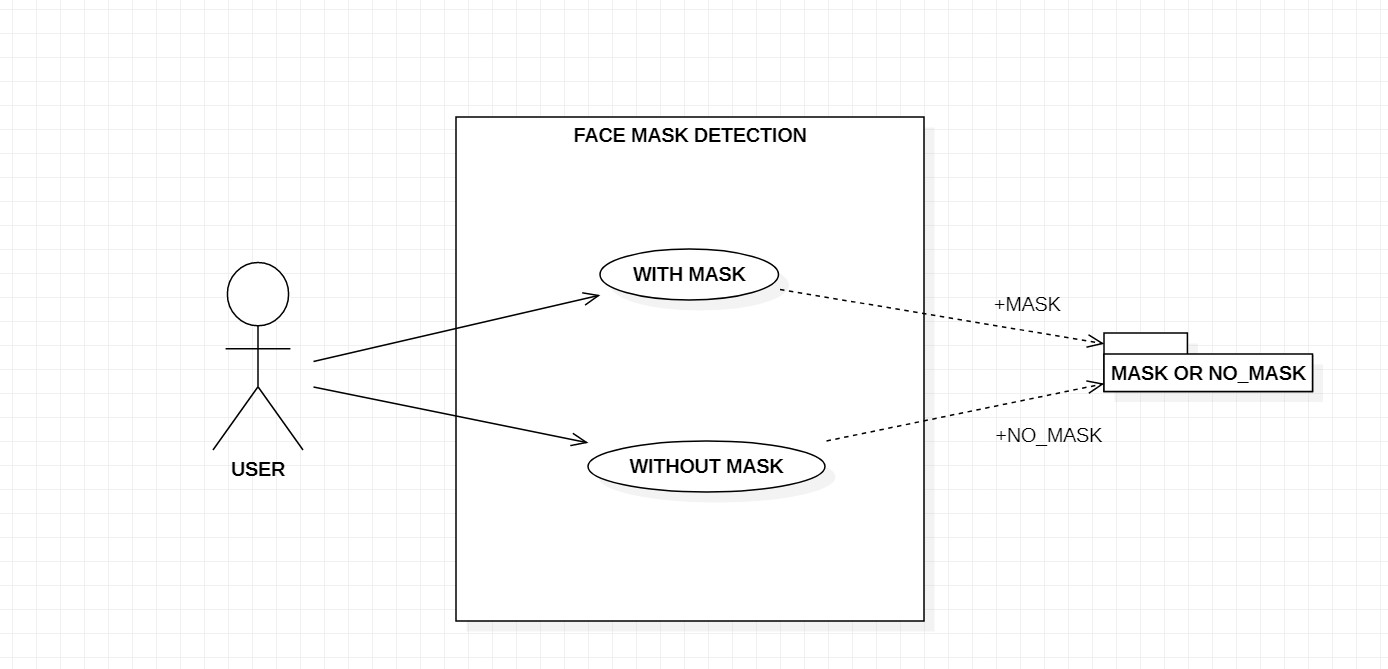 FACE MASK DETECTION
WITH MASK
+MASK
MASK OR NO_MASK
+NO_MASK
WITHOUT MASK
USER